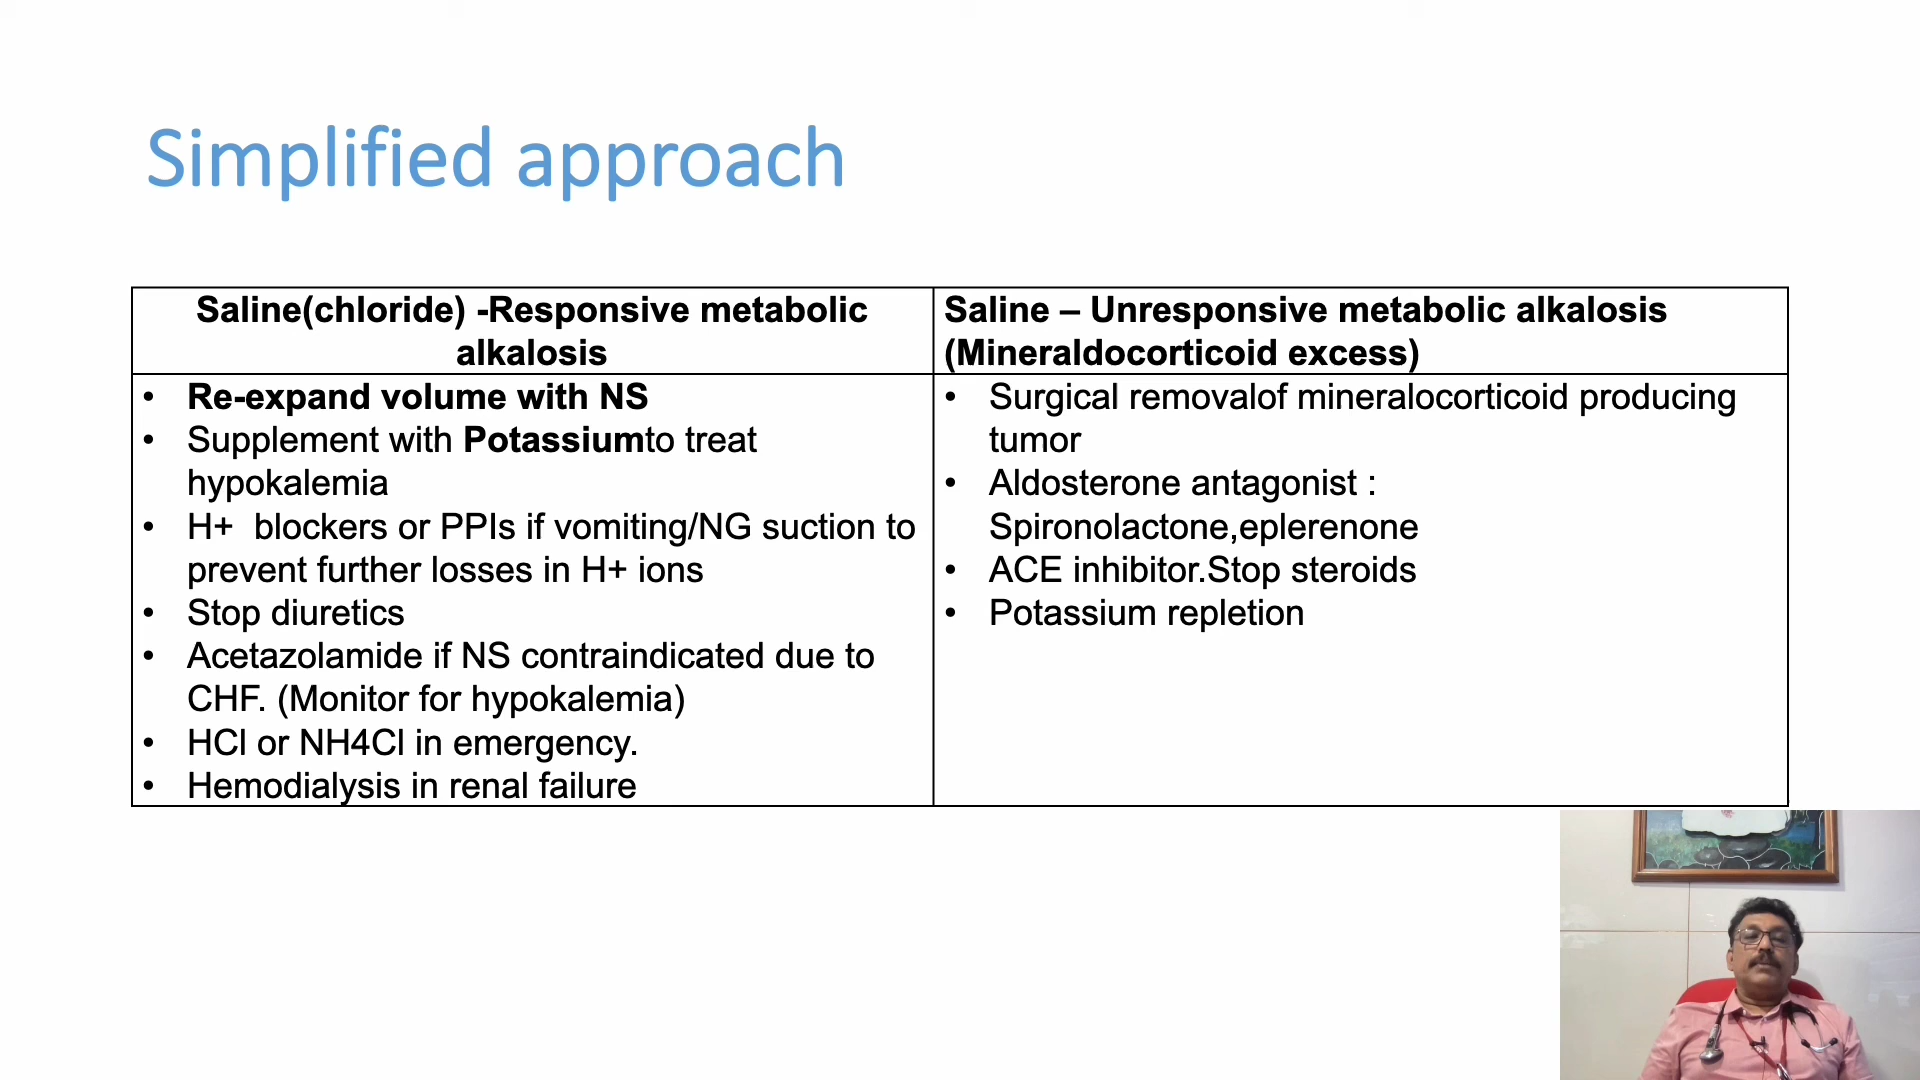 Simplified approach
Saline(chloride) -Responsive metabolic
alkalosis
Saline – Unresponsive metabolic alkalosis
(Mineraldocorticoid excess)
• Re-expand volume with NS
• Supplement with Potassiumto treat
hypokalemia
• H+  blockers or PPIs if vomiting/NG suction to
prevent further losses in H+ ions
• Stop diuretics
• Acetazolamide if NS contraindicated due to
CHF. (Monitor for hypokalemia)
• HCl or NH4Cl in emergency.
• Hemodialysis in renal failure
• Surgical removalof mineralocorticoid producing
tumor
• Aldosterone antagonist :
Spironolactone,eplerenone
• ACE inhibitor.Stop steroids
• Potassium repletion